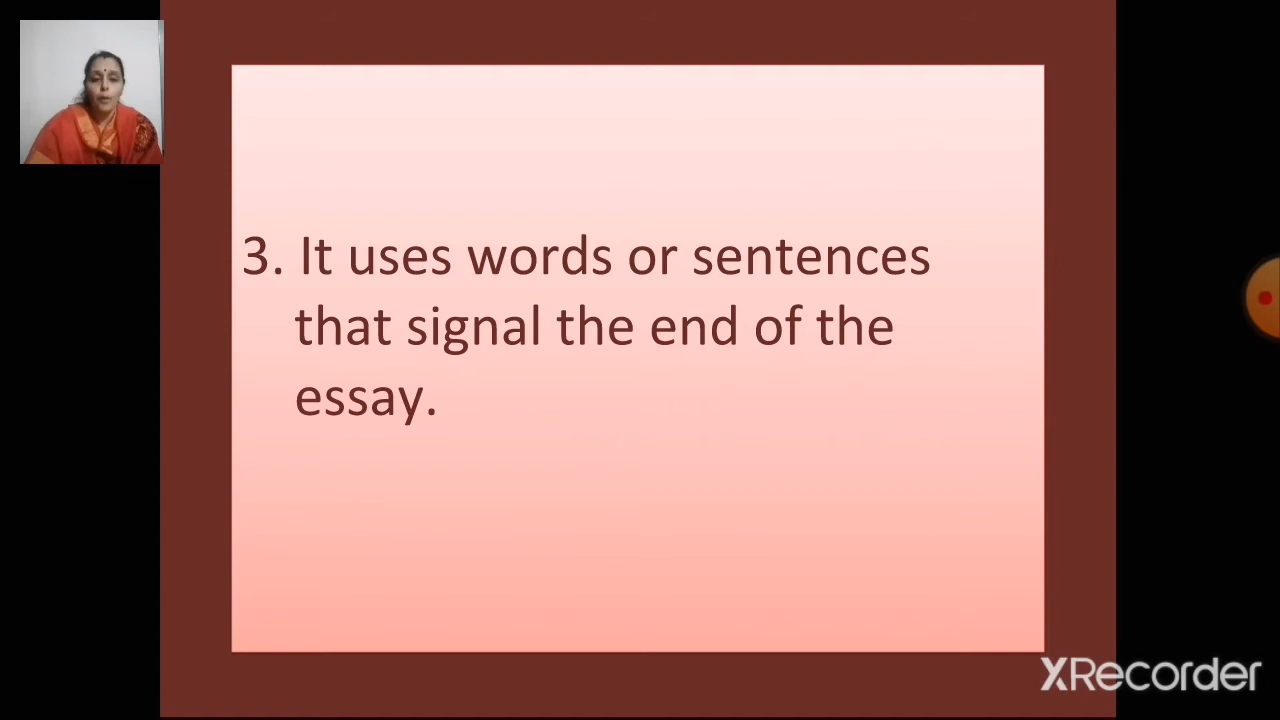 3. It uses words or sentences
that signal the end of the
essay.
XRecorder